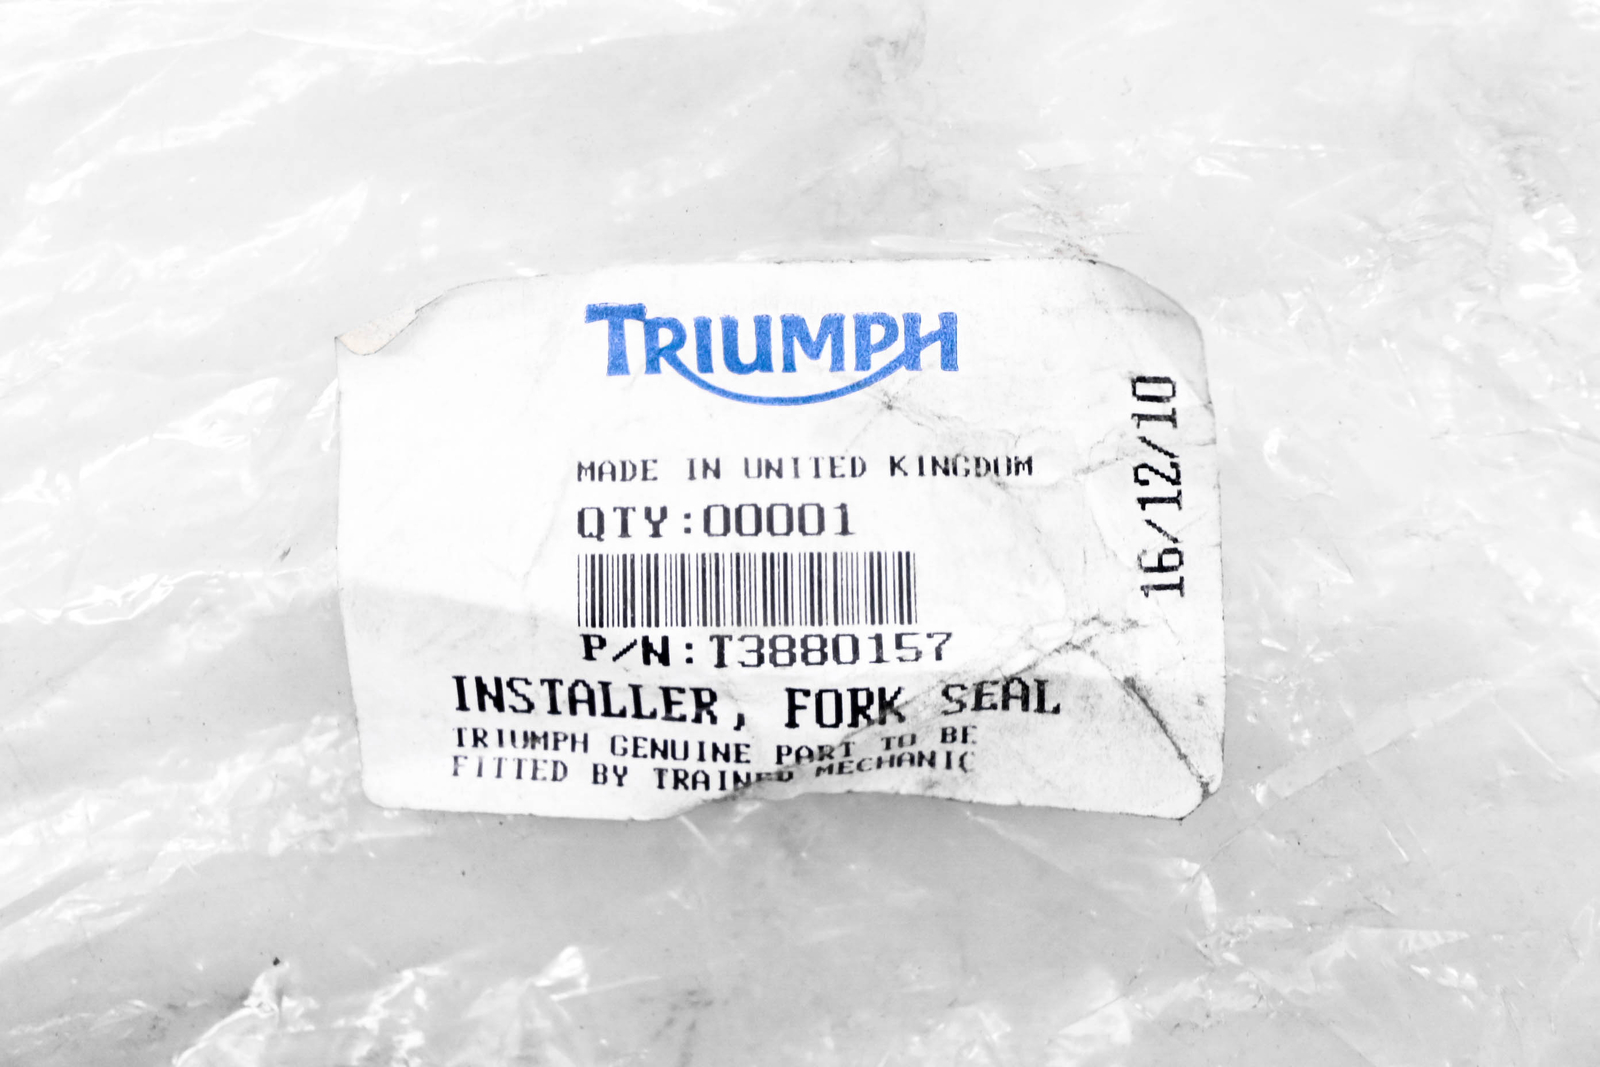 TRIUMPH
MADE IN UNITED KINGDOM
QTY:00001
P/N:T3880157
INSTALLER, FORK SEAL
TRIUMPH GENUINE PART TO BE
FITTED BY TRAINED MECHANIC
16/12/10